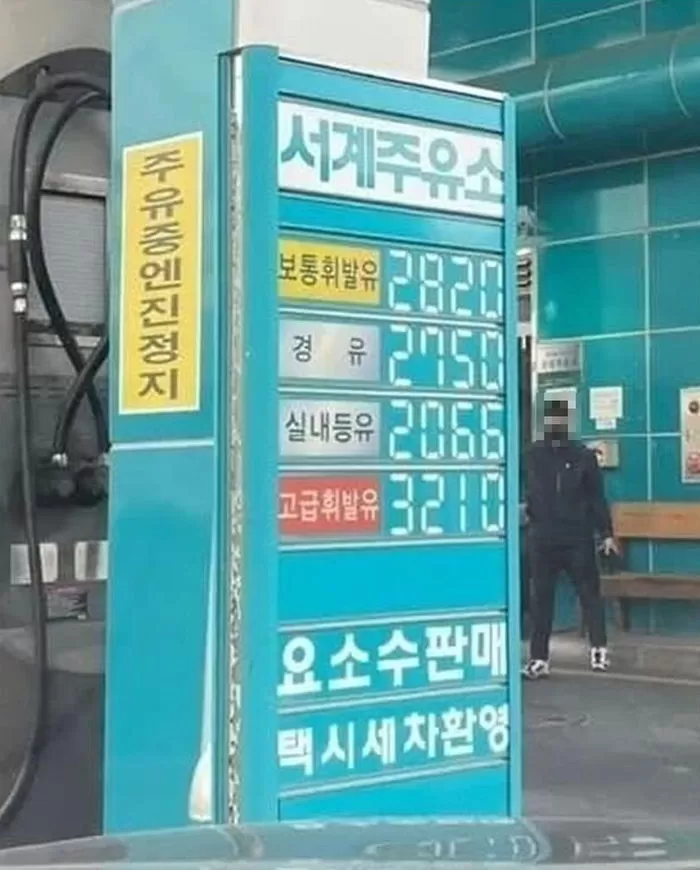 주유중엔진정지
서계주유소
보통휘발유 2820
경 유 2750
실내등유 2066
고급휘발유 3210
요소수판매
택시세차환영